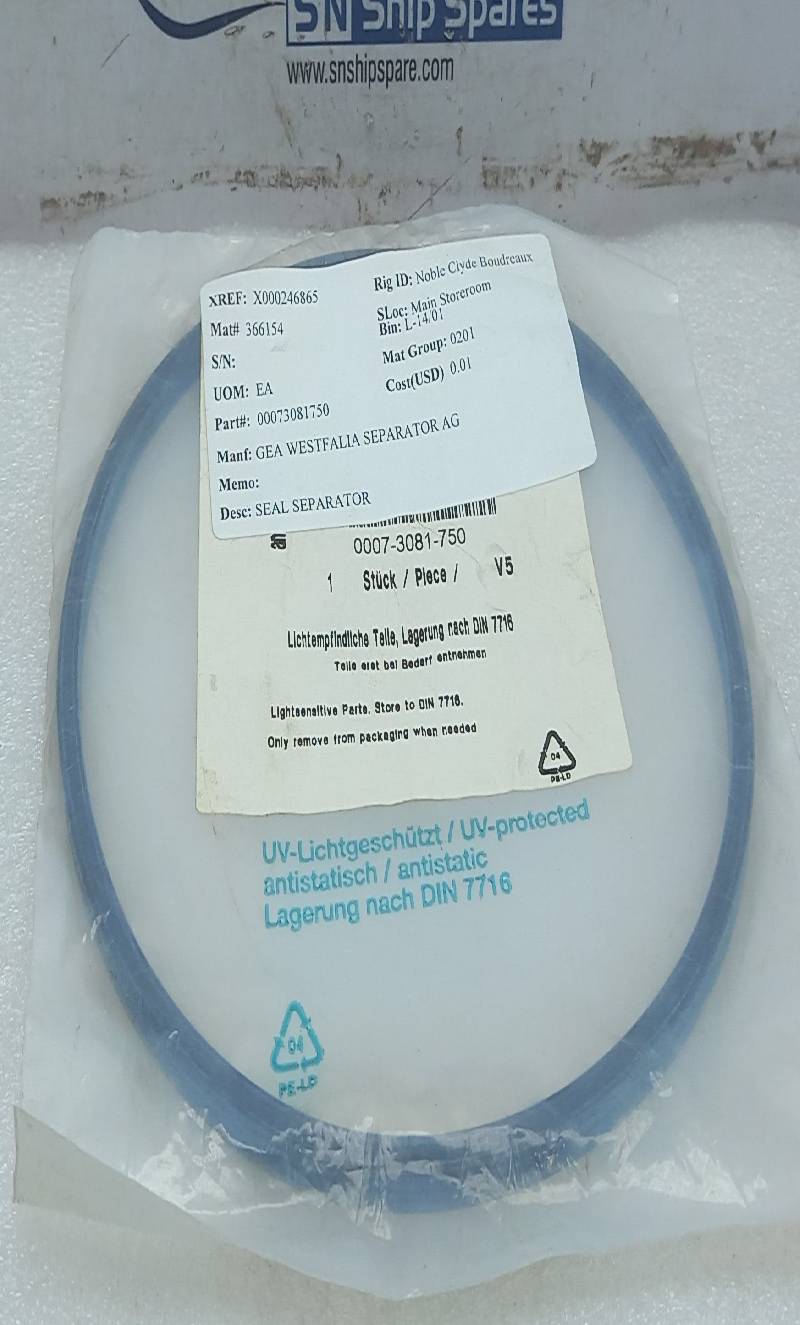 SN Ship Spares
www.snshipspare.com
XREF: X000246865
Rig ID: Noble Clyde Boudreaux
Mat# 366154
SLoc: Main Storeroom
Bin: L-14/01
S/N:
Mat Group: 0201
UOM: EA
Cost(USD) 0.01
Part#: 00073081750
Manf: GEA WESTFALIA SEPARATOR AG
Memo:
Desc: SEAL SEPARATOR
0007-3081-750
1 Stück / Piece / V5
Lichtempfindliche Teile, Lagerung nach DIN 7716
Teile erst bei Bedarf entnehmen
Lightsensitive Parts. Store to DIN 7716.
Only remove from packaging when needed
04
PE-LD
UV-Lichtgeschützt / UV-protected
antistatisch / antistatic
Lagerung nach DIN 7716
04
PE-LD